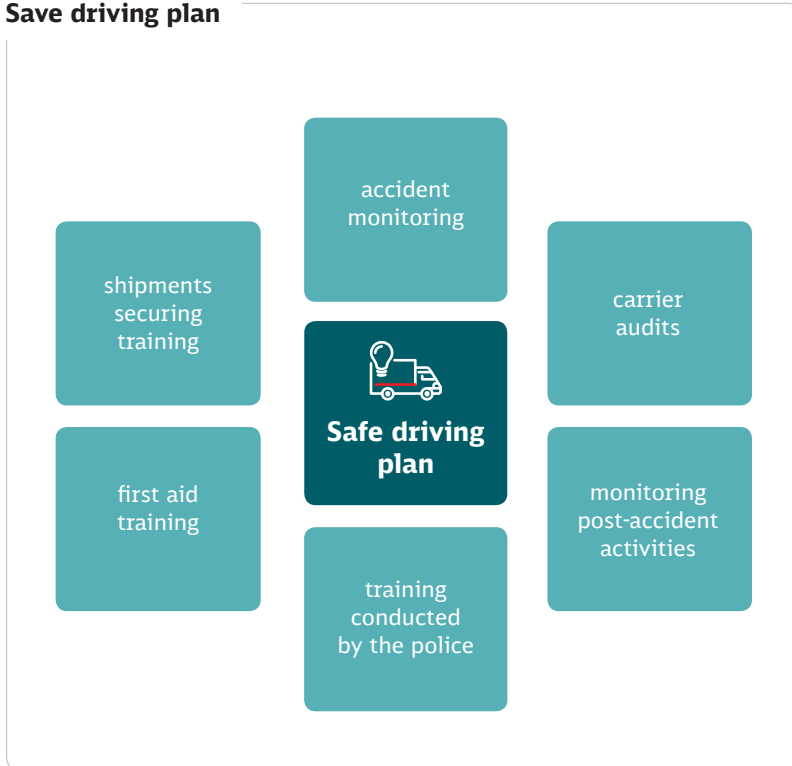 Save driving plan
accident
monitoring
shipments
securing
training
carrier
audits
Safe driving
plan
first aid
training
monitoring
post-accident
activities
training
conducted
by the police